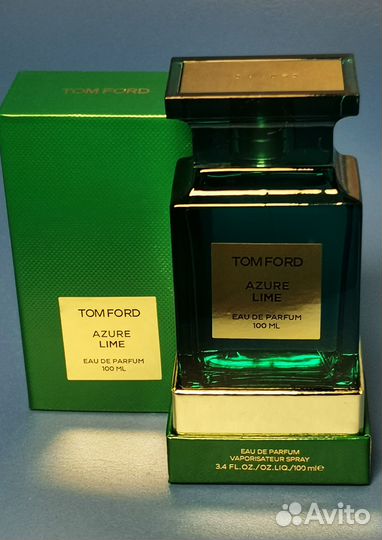 TOM FORD
TOM FORD
AZURE
LIME
EAU DE PARFUM
100 ML
TOM FORD
AZURE
LIME
EAU DE PARFUM
100 ML
EAU DE PARFUM
VAPORISATEUR SPRAY
3.4 FL.OZ./OZ.LIQ./100 ml℮
Avito